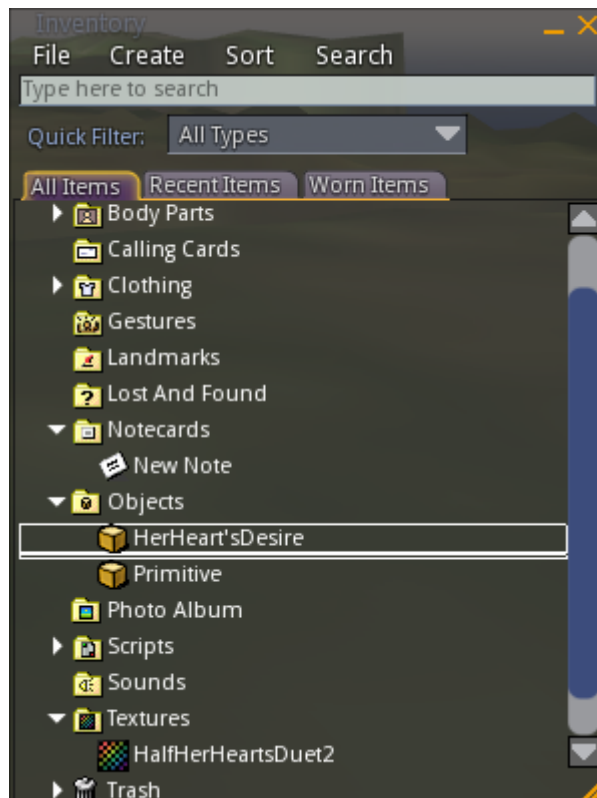 Inventory
File Create Sort Search
Type here to search
Quick Filter: All Types
All Items Recent Items Worn Items
Body Parts
Calling Cards
Clothing
Gestures
Landmarks
Lost And Found
Notecards
New Note
Objects
HerHeart'sDesire
Primitive
Photo Album
Scripts
Sounds
Textures
HalfHerHeartsDuet2
Trash